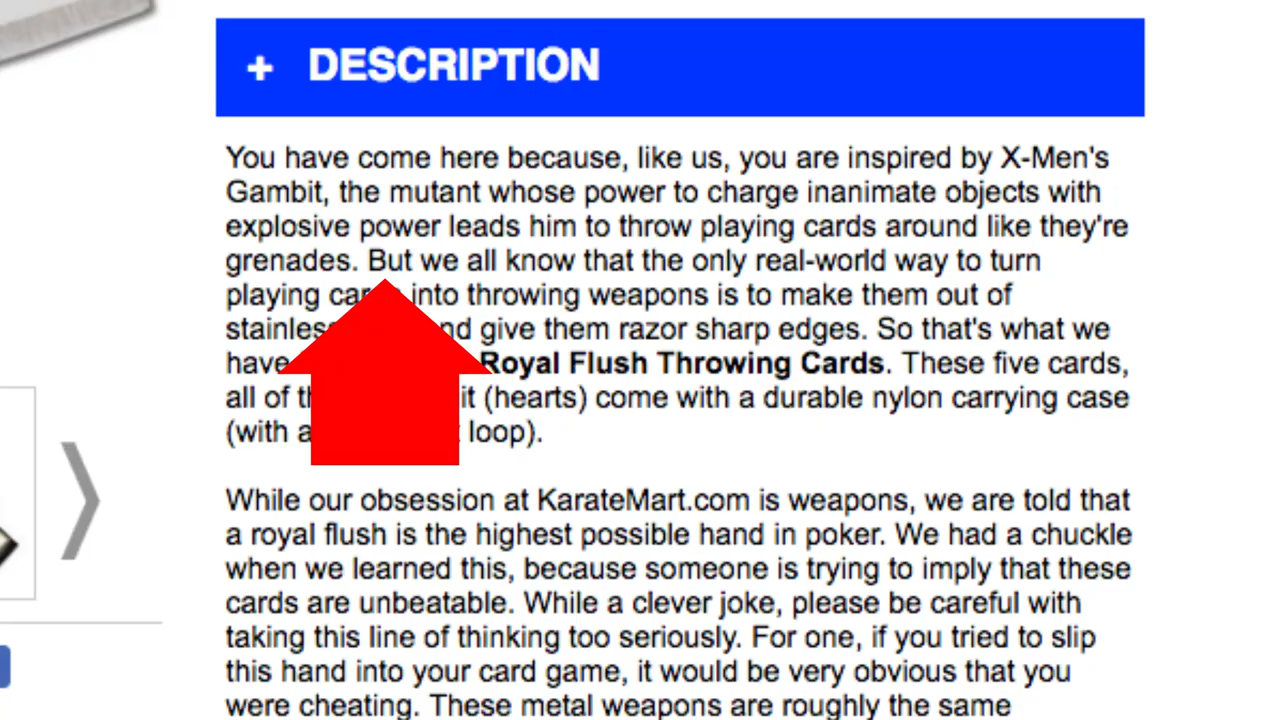 + DESCRIPTION
You have come here because, like us, you are inspired by X-Men's
Gambit, the mutant whose power to charge inanimate objects with
explosive power leads him to throw playing cards around like they're
grenades. But we all know that the only real-world way to turn
playing into throwing weapons is to make them out of
give them razor sharp edges. So that's what we
have Royal Flush Throwing Cards. These five cards,
all of (hearts) come with a durable nylon carrying case
(with loop).
While our obsession at KarateMart.com is weapons, we are told that
a royal flush is the highest possible hand in poker. We had a chuckle
when we learned this, because someone is trying to imply that these
cards are unbeatable. While a clever joke, please be careful with
taking this line of thinking too seriously. For one, if you tried to slip
this hand into your card game, it would be very obvious that you
were cheating. These metal weapons are roughly the same